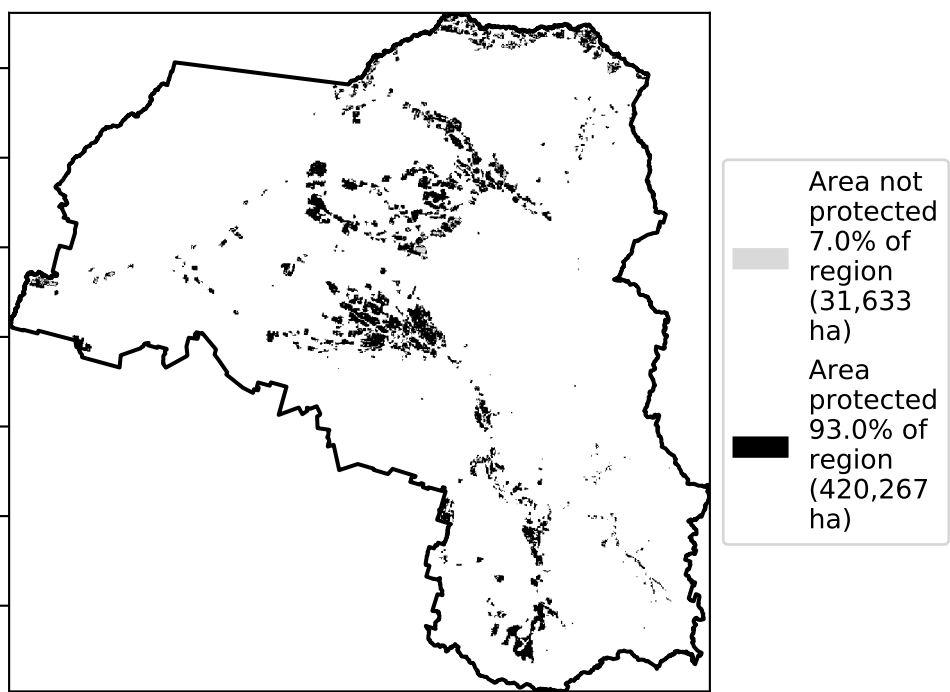 Area not
protected
7.0% of
region
(31,633
ha)
Area
protected
93.0% of
region
(420,267
ha)